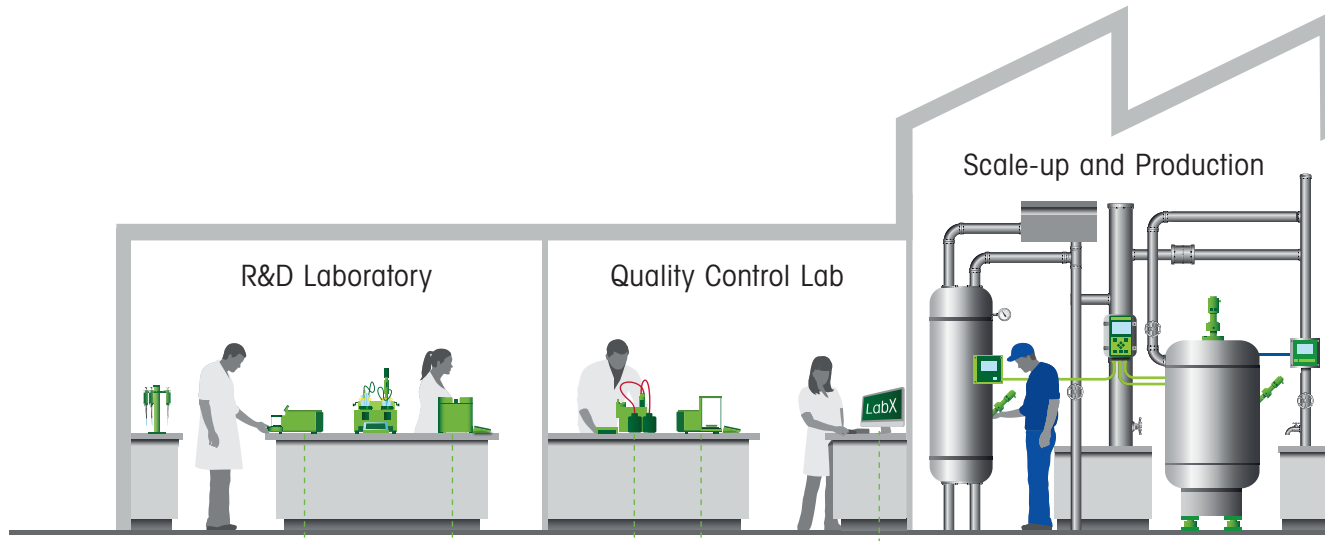 Scale-up and Production
R&D Laboratory
Quality Control Lab
LabX